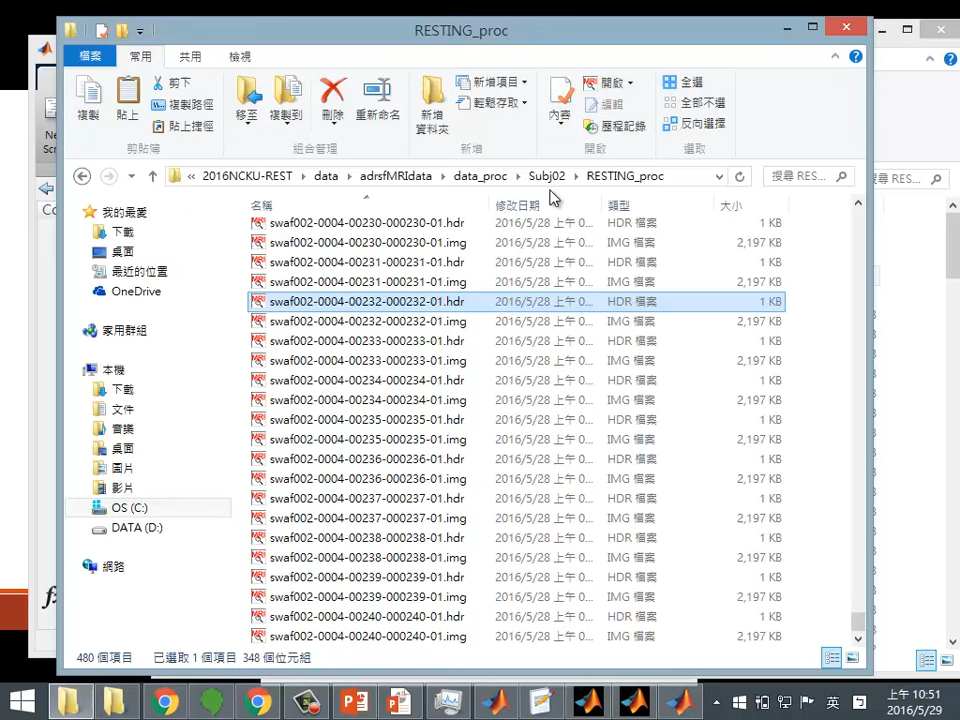 RESTING_proc
檔案 常用 共用 檢視
複製 貼上 剪下 複製路徑 貼上捷徑
移至 複製到 刪除 重新命名
新增資料夾 新增項目 輕鬆存取
內容 開啟 編輯 歷程記錄
全選 全部不選 反向選擇
剪貼簿 組合管理 新增 開啟 選取
« 2016NCKU-REST › data › adrsfMRIdata › data_proc › Subj02 › RESTING_proc
搜尋 RES...
尋 RES...
Ne
Scr
Co
fx
我的最愛
下載
桌面
最近的位置
OneDrive
家用群組
本機
下載
文件
音樂
桌面
圖片
影片
OS (C:)
DATA (D:)
網路
名稱 修改日期 類型 大小
swaf002-0004-00230-000230-01.hdr 2016/5/28 上午 0... HDR 檔案 1 KB
swaf002-0004-00230-000230-01.img 2016/5/28 上午 0... IMG 檔案 2,197 KB
swaf002-0004-00231-000231-01.hdr 2016/5/28 上午 0... HDR 檔案 1 KB
swaf002-0004-00231-000231-01.img 2016/5/28 上午 0... IMG 檔案 2,197 KB
swaf002-0004-00232-000232-01.hdr 2016/5/28 上午 0... HDR 檔案 1 KB
swaf002-0004-00232-000232-01.img 2016/5/28 上午 0... IMG 檔案 2,197 KB
swaf002-0004-00233-000233-01.hdr 2016/5/28 上午 0... HDR 檔案 1 KB
swaf002-0004-00233-000233-01.img 2016/5/28 上午 0... IMG 檔案 2,197 KB
swaf002-0004-00234-000234-01.hdr 2016/5/28 上午 0... HDR 檔案 1 KB
swaf002-0004-00234-000234-01.img 2016/5/28 上午 0... IMG 檔案 2,197 KB
swaf002-0004-00235-000235-01.hdr 2016/5/28 上午 0... HDR 檔案 1 KB
swaf002-0004-00235-000235-01.img 2016/5/28 上午 0... IMG 檔案 2,197 KB
swaf002-0004-00236-000236-01.hdr 2016/5/28 上午 0... HDR 檔案 1 KB
swaf002-0004-00236-000236-01.img 2016/5/28 上午 0... IMG 檔案 2,197 KB
swaf002-0004-00237-000237-01.hdr 2016/5/28 上午 0... HDR 檔案 1 KB
swaf002-0004-00237-000237-01.img 2016/5/28 上午 0... IMG 檔案 2,197 KB
swaf002-0004-00238-000238-01.hdr 2016/5/28 上午 0... HDR 檔案 1 KB
swaf002-0004-00238-000238-01.img 2016/5/28 上午 0... IMG 檔案 2,197 KB
swaf002-0004-00239-000239-01.hdr 2016/5/28 上午 0... HDR 檔案 1 KB
swaf002-0004-00239-000239-01.img 2016/5/28 上午 0... IMG 檔案 2,197 KB
swaf002-0004-00240-000240-01.hdr 2016/5/28 上午 0... HDR 檔案 1 KB
swaf002-0004-00240-000240-01.img 2016/5/28 上午 0... IMG 檔案 2,197 KB
480 個項目 已選取 1 個項目 348 個位元組
英
上午 10:51
2016/5/29